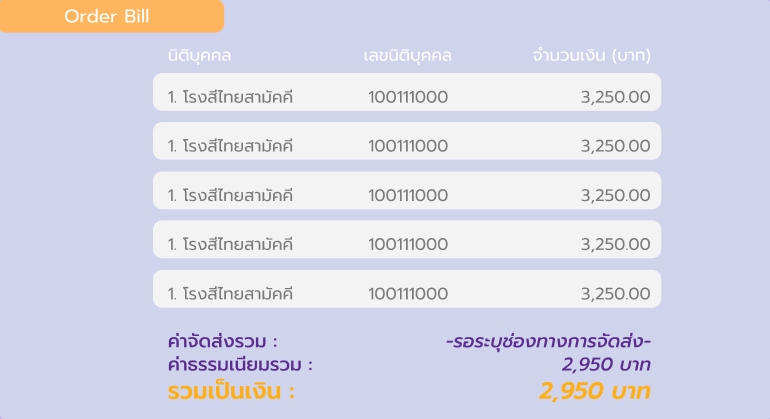 Order Bill
นิติบุคคล เลขนิติบุคคล จำนวนเงิน (บาท)
1. โรงสีไทยสามัคคี 100111000 3,250.00
1. โรงสีไทยสามัคคี 100111000 3,250.00
1. โรงสีไทยสามัคคี 100111000 3,250.00
1. โรงสีไทยสามัคคี 100111000 3,250.00
1. โรงสีไทยสามัคคี 100111000 3,250.00
ค่าจัดส่งรวม : -รอระบุช่องทางการจัดส่ง-
ค่าธรรมเนียมรวม : 2,950 บาท
รวมเป็นเงิน : 2,950 บาท